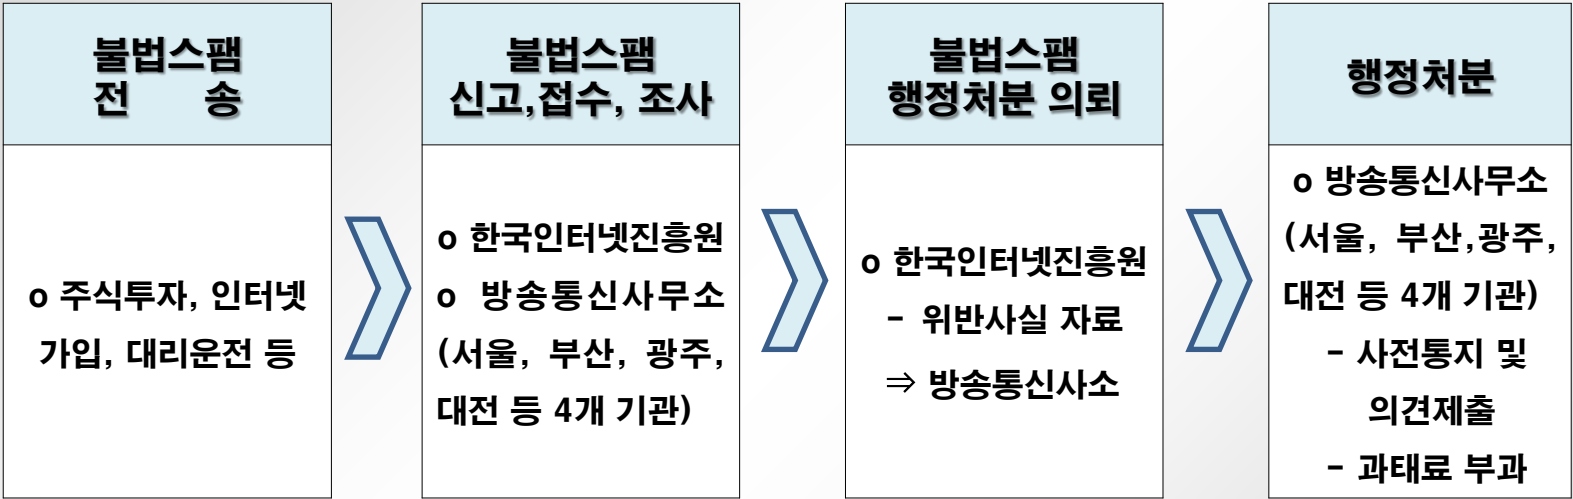 불법스팸
전 송
o 주식투자, 인터넷
가입, 대리운전 등
불법스팸
신고,접수, 조사
o 한국인터넷진흥원
o 방송통신사무소
(서울, 부산, 광주,
대전 등 4개 기관)
불법스팸
행정처분 의뢰
o 한국인터넷진흥원
- 위반사실 자료
⇒ 방송통신사소
행정처분
o 방송통신사무소
(서울, 부산,광주,
대전 등 4개 기관)
- 사전통지 및
의견제출
- 과태료 부과